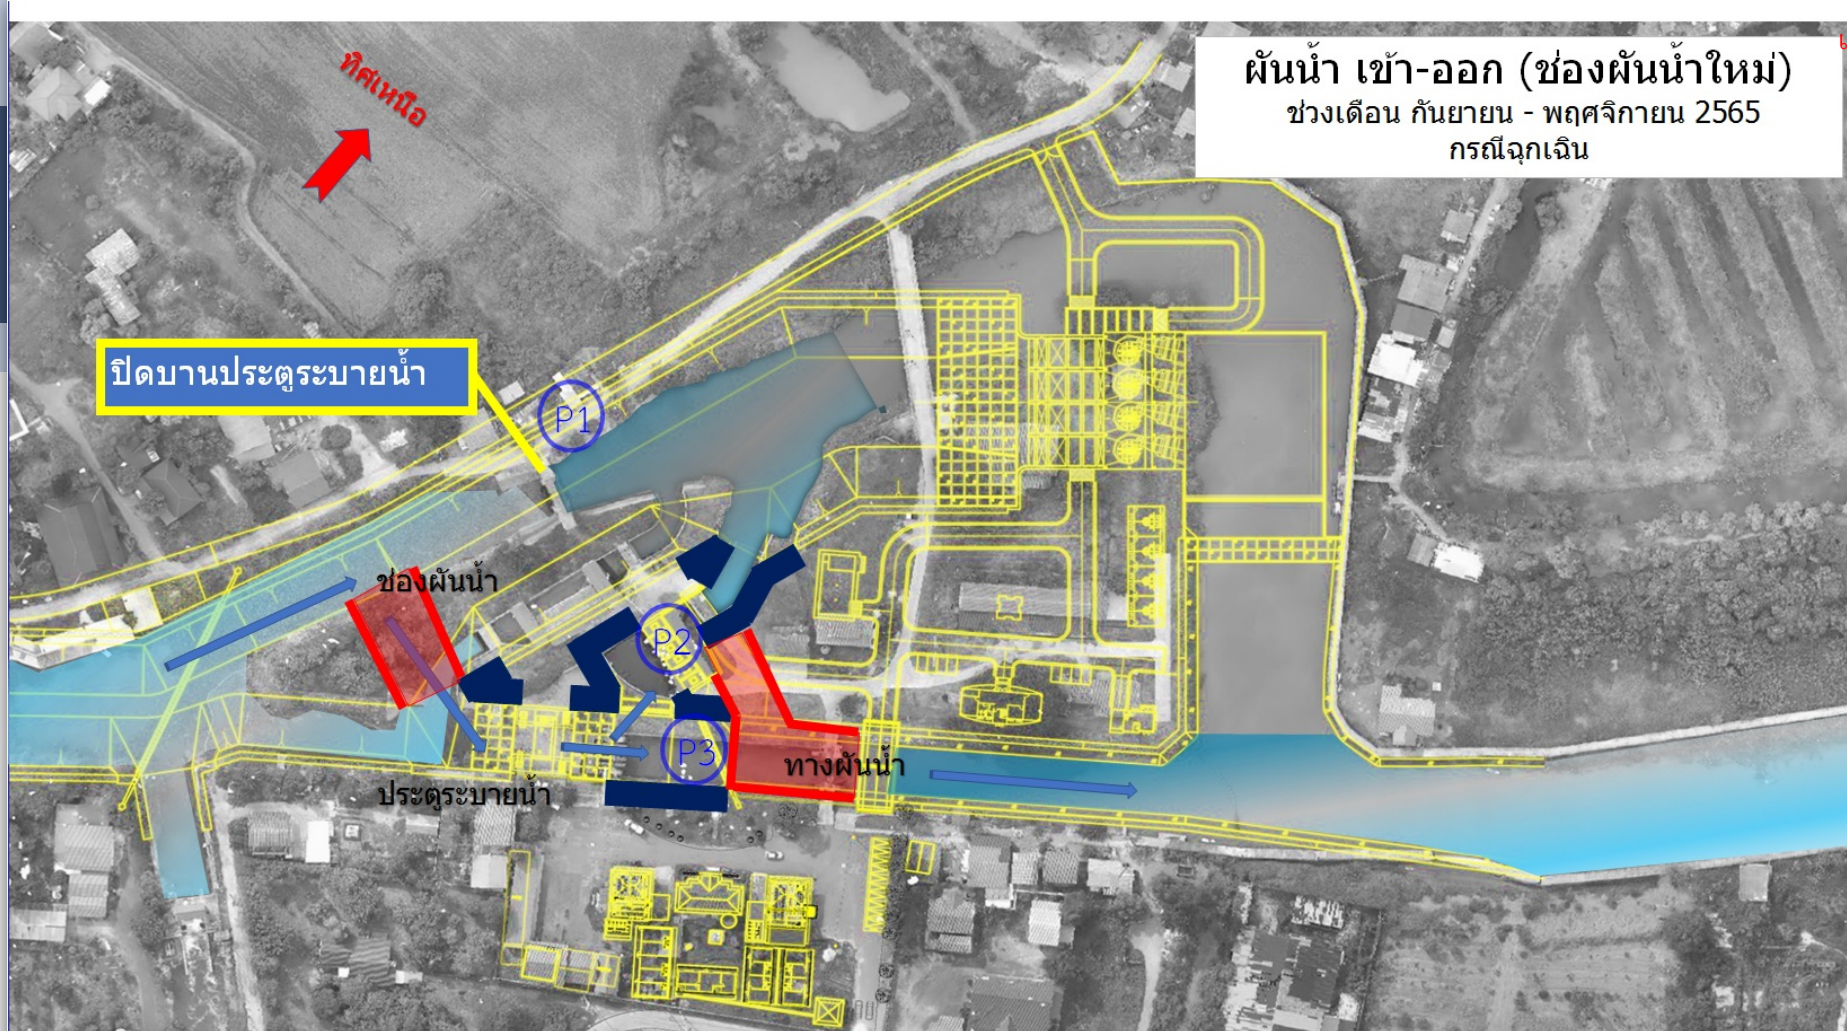 ผันน้ำ เข้า-ออก (ช่องผันน้ำใหม่)
ช่วงเดือน กันยายน - พฤศจิกายน 2565
กรณีฉุกเฉิน
ทิศเหนือ
ปิดบานประตูระบายน้ำ
P1
ช่องผันน้ำ
P2
P3
ทางผันน้ำ
ประตูระบายน้ำ